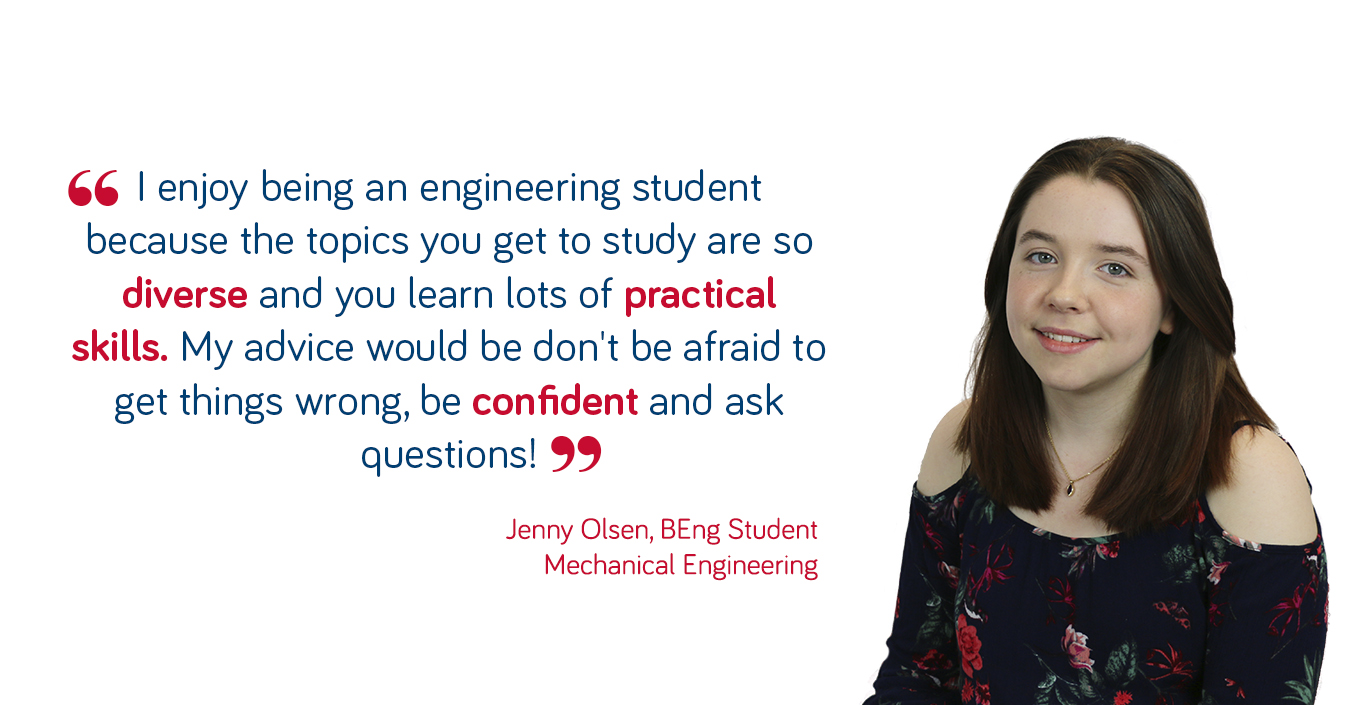 “ I enjoy being an engineering student
because the topics you get to study are so
diverse and you learn lots of practical
skills. My advice would be don't be afraid to
get things wrong, be confident and ask
questions! ”
Jenny Olsen, BEng Student
Mechanical Engineering